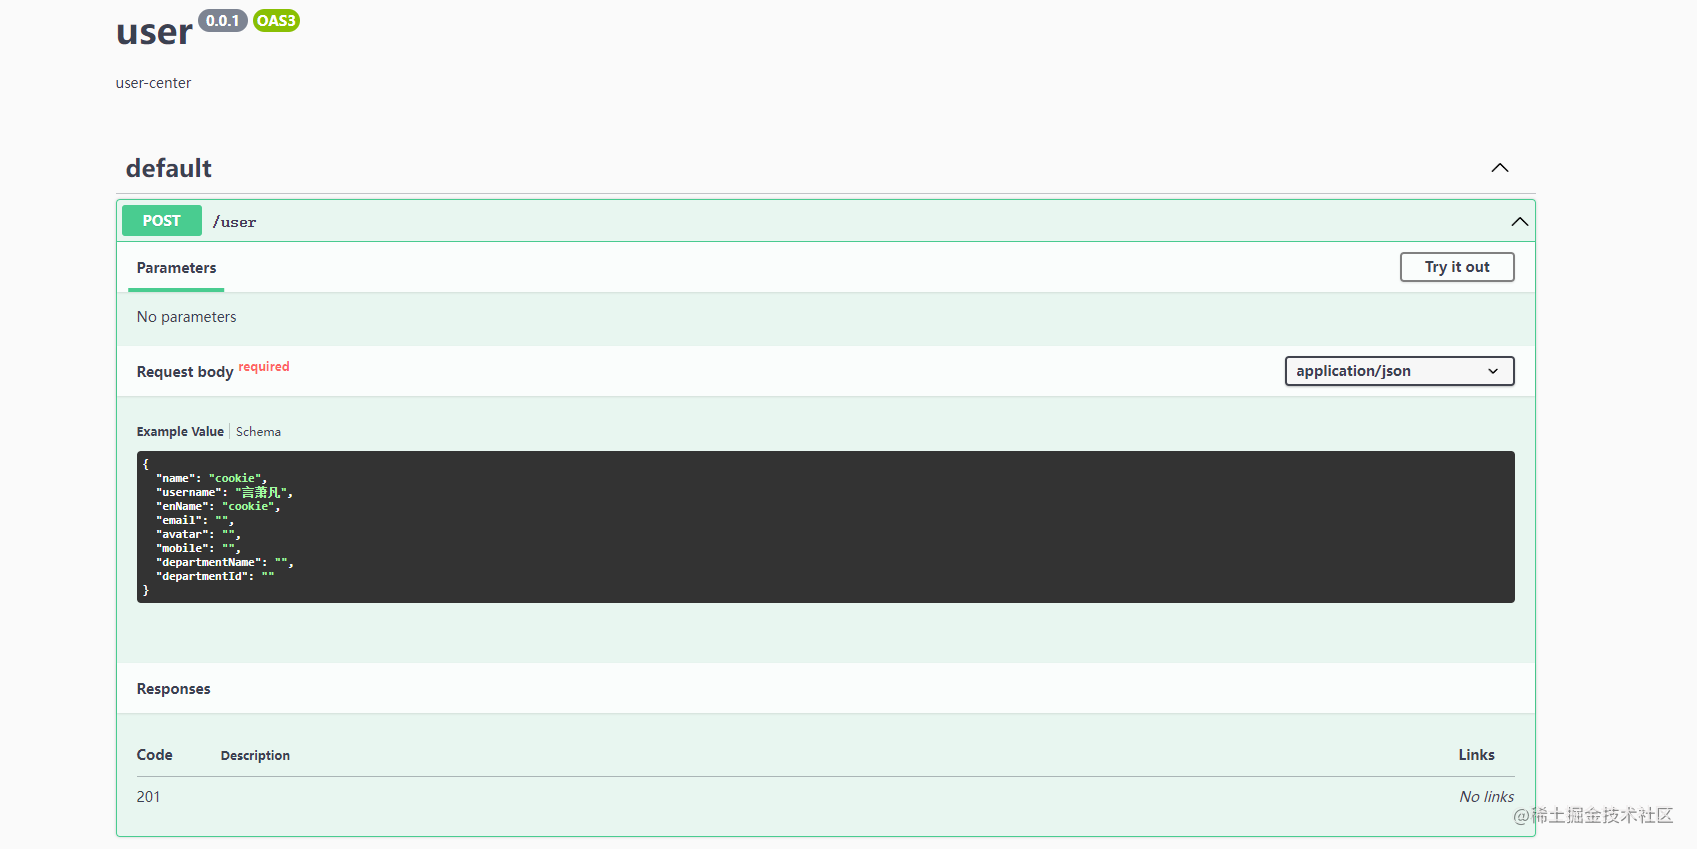 user 0.0.1 OAS3
user-center
default
POST /user
Parameters Try it out
No parameters
Request body required application/json
Example Value Schema
{
"name": "cookie",
"username": "言萧凡",
"enName": "cookie",
"email": "",
"avatar": "",
"mobile": "",
"departmentName": "",
"departmentId": ""
}
Responses
Code Description Links
201 No links
@稀土掘金技术社区